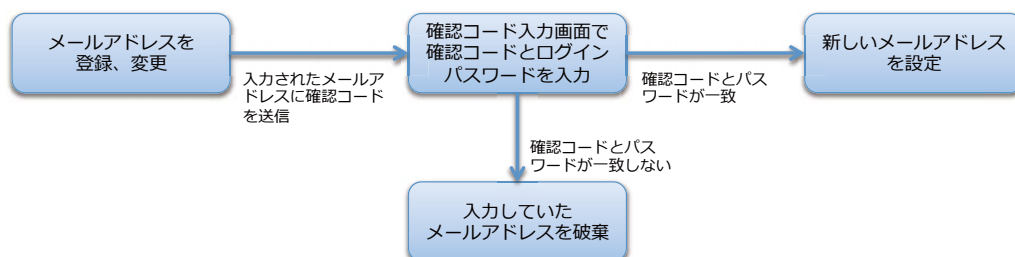 メールアドレスを
登録、変更
入力されたメールア
ドレスに確認コード
を送信
確認コード入力画面で
確認コードとログイン
パスワードを入力
確認コードとパス
ワードが一致
新しいメールアドレス
を設定
確認コードとパス
ワードが一致しない
入力していた
メールアドレスを破棄